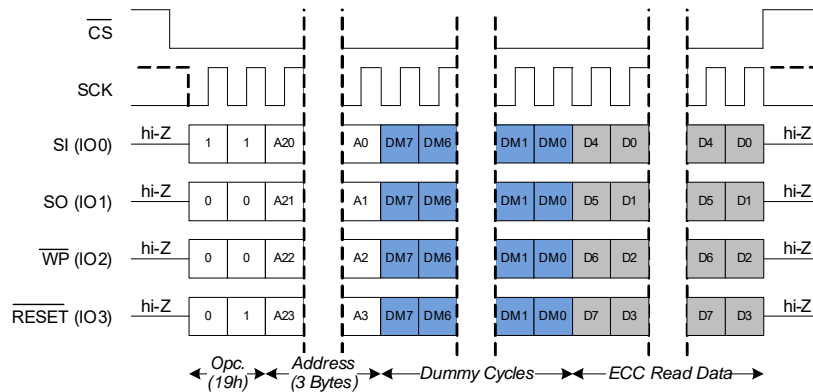 CS
SCK
SI (IO0) hi-Z 1 1 A20 A0 DM7 DM6 DM1 DM0 D4 D0 D4 D0 hi-Z
SO (IO1) hi-Z 0 0 A21 A1 DM7 DM6 DM1 DM0 D5 D1 D5 D1 hi-Z
WP (IO2) hi-Z 0 0 A22 A2 DM7 DM6 DM1 DM0 D6 D2 D6 D2 hi-Z
RESET (IO3) hi-Z 0 1 A23 A3 DM7 DM6 DM1 DM0 D7 D3 D7 D3 hi-Z
Opc. Address Dummy Cycles ECC Read Data
(19h) (3 Bytes)